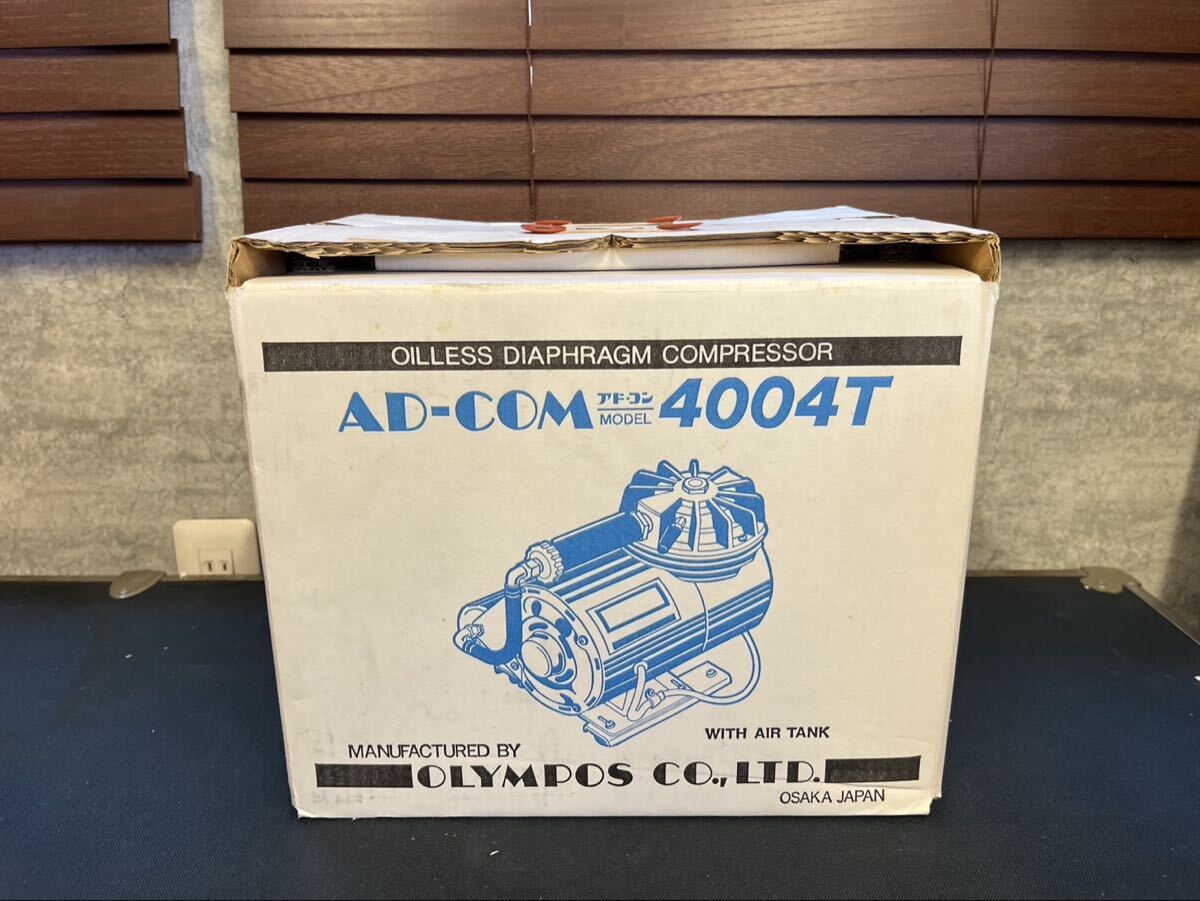 OILLESS DIAPHRAGM COMPRESSOR
AD-COM アド・コン MODEL 4004T
WITH AIR TANK
MANUFACTURED BY
OLYMPOS CO., LTD.
OSAKA JAPAN